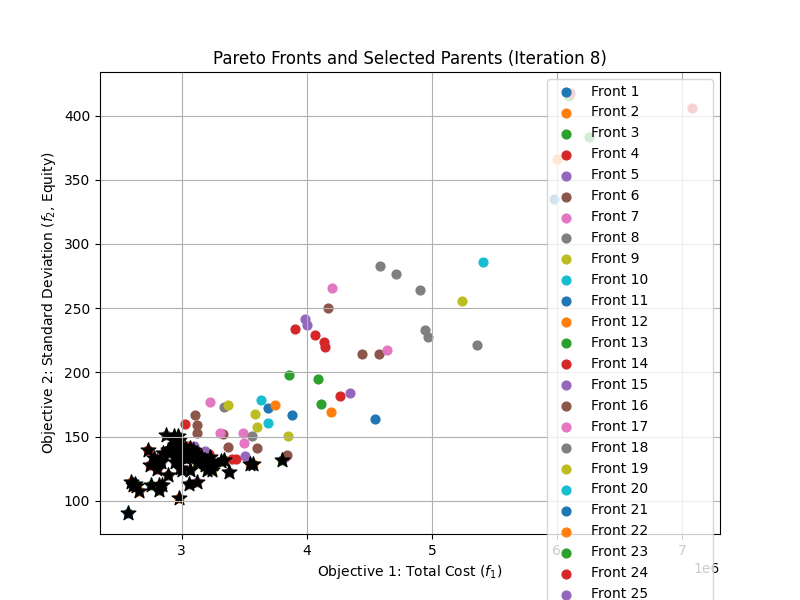 Pareto Fronts and Selected Parents (Iteration 8)
Objective 2: Standard Deviation (f₂, Equity)
400
350
300
250
200
150
100
3
4
5
6
7
1e6
Objective 1: Total Cost (f₁)
Front 1
Front 2
Front 3
Front 4
Front 5
Front 6
Front 7
Front 8
Front 9
Front 10
Front 11
Front 12
Front 13
Front 14
Front 15
Front 16
Front 17
Front 18
Front 19
Front 20
Front 21
Front 22
Front 23
Front 24
Front 25